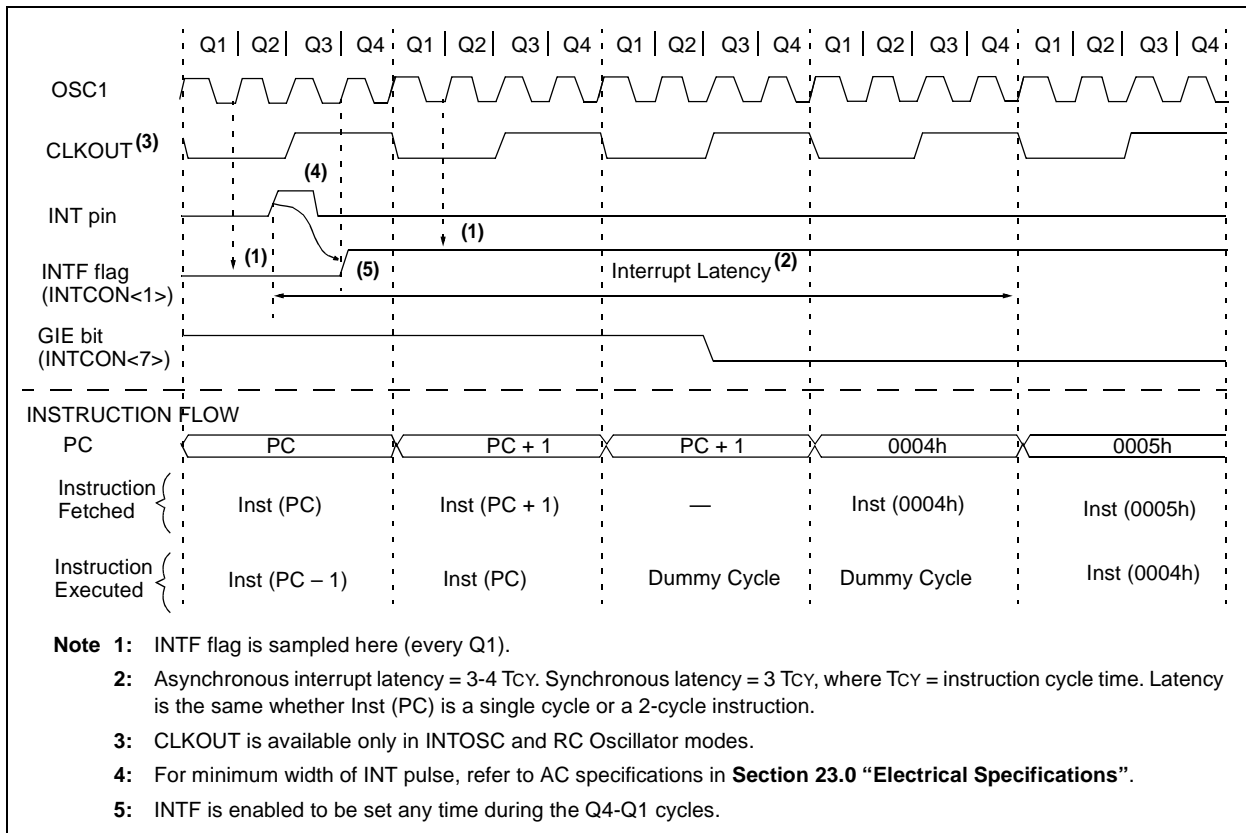 Q1 | Q2 | Q3 | Q4 Q1 | Q2 | Q3 | Q4 Q1 | Q2 | Q3 | Q4 Q1 | Q2 | Q3 | Q4 Q1 | Q2 | Q3 | Q4
OSC1
CLKOUT (3)
(4)
INT pin
(1)
(1)
(5)
INTF flag
(INTCON<1>)
Interrupt Latency (2)
GIE bit
(INTCON<7>)
INSTRUCTION FLOW
PC PC PC + 1 PC + 1 0004h 0005h
Instruction
Fetched
Inst (PC) Inst (PC + 1) — Inst (0004h) Inst (0005h)
Instruction
Executed
Inst (PC – 1) Inst (PC) Dummy Cycle Dummy Cycle Inst (0004h)
Note 1: INTF flag is sampled here (every Q1).
2: Asynchronous interrupt latency = 3-4 TCY. Synchronous latency = 3 TCY, where TCY = instruction cycle time. Latency
is the same whether Inst (PC) is a single cycle or a 2-cycle instruction.
3: CLKOUT is available only in INTOSC and RC Oscillator modes.
4: For minimum width of INT pulse, refer to AC specifications in Section 23.0 “Electrical Specifications”.
5: INTF is enabled to be set any time during the Q4-Q1 cycles.